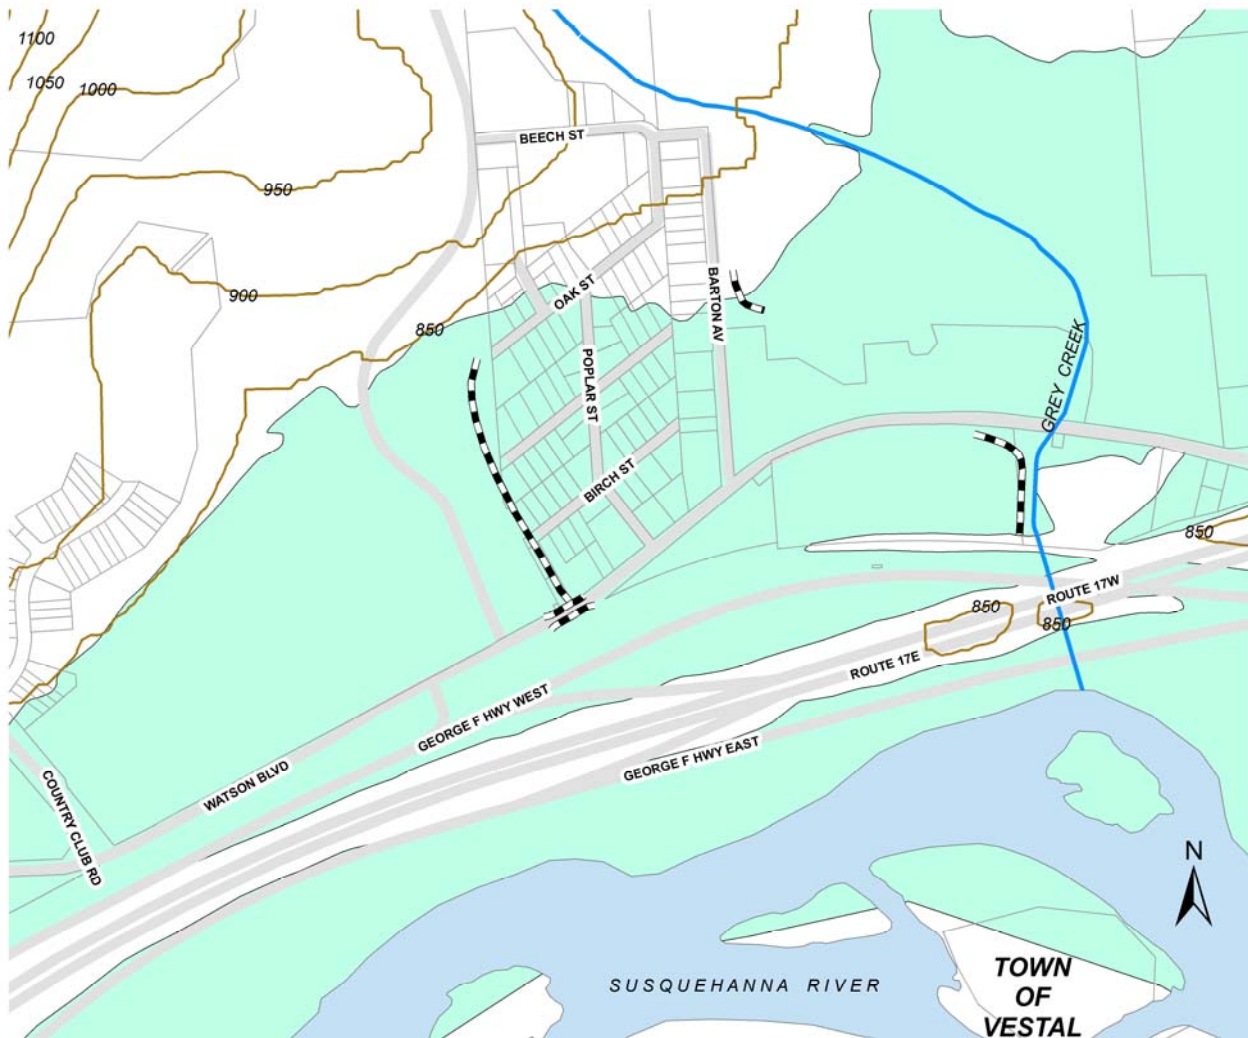 1100
1050
1000
BEECH ST
950
OAK ST
BARTON AV
900
850
POPLAR ST
GREY CREEK
BIRCH ST
850
ROUTE 17W
850
850
ROUTE 17E
GEORGE F HWY WEST
GEORGE F HWY EAST
WATSON BLVD
COUNTRY CLUB RD
N
SUSQUEHANNA RIVER
TOWN
OF
VESTAL